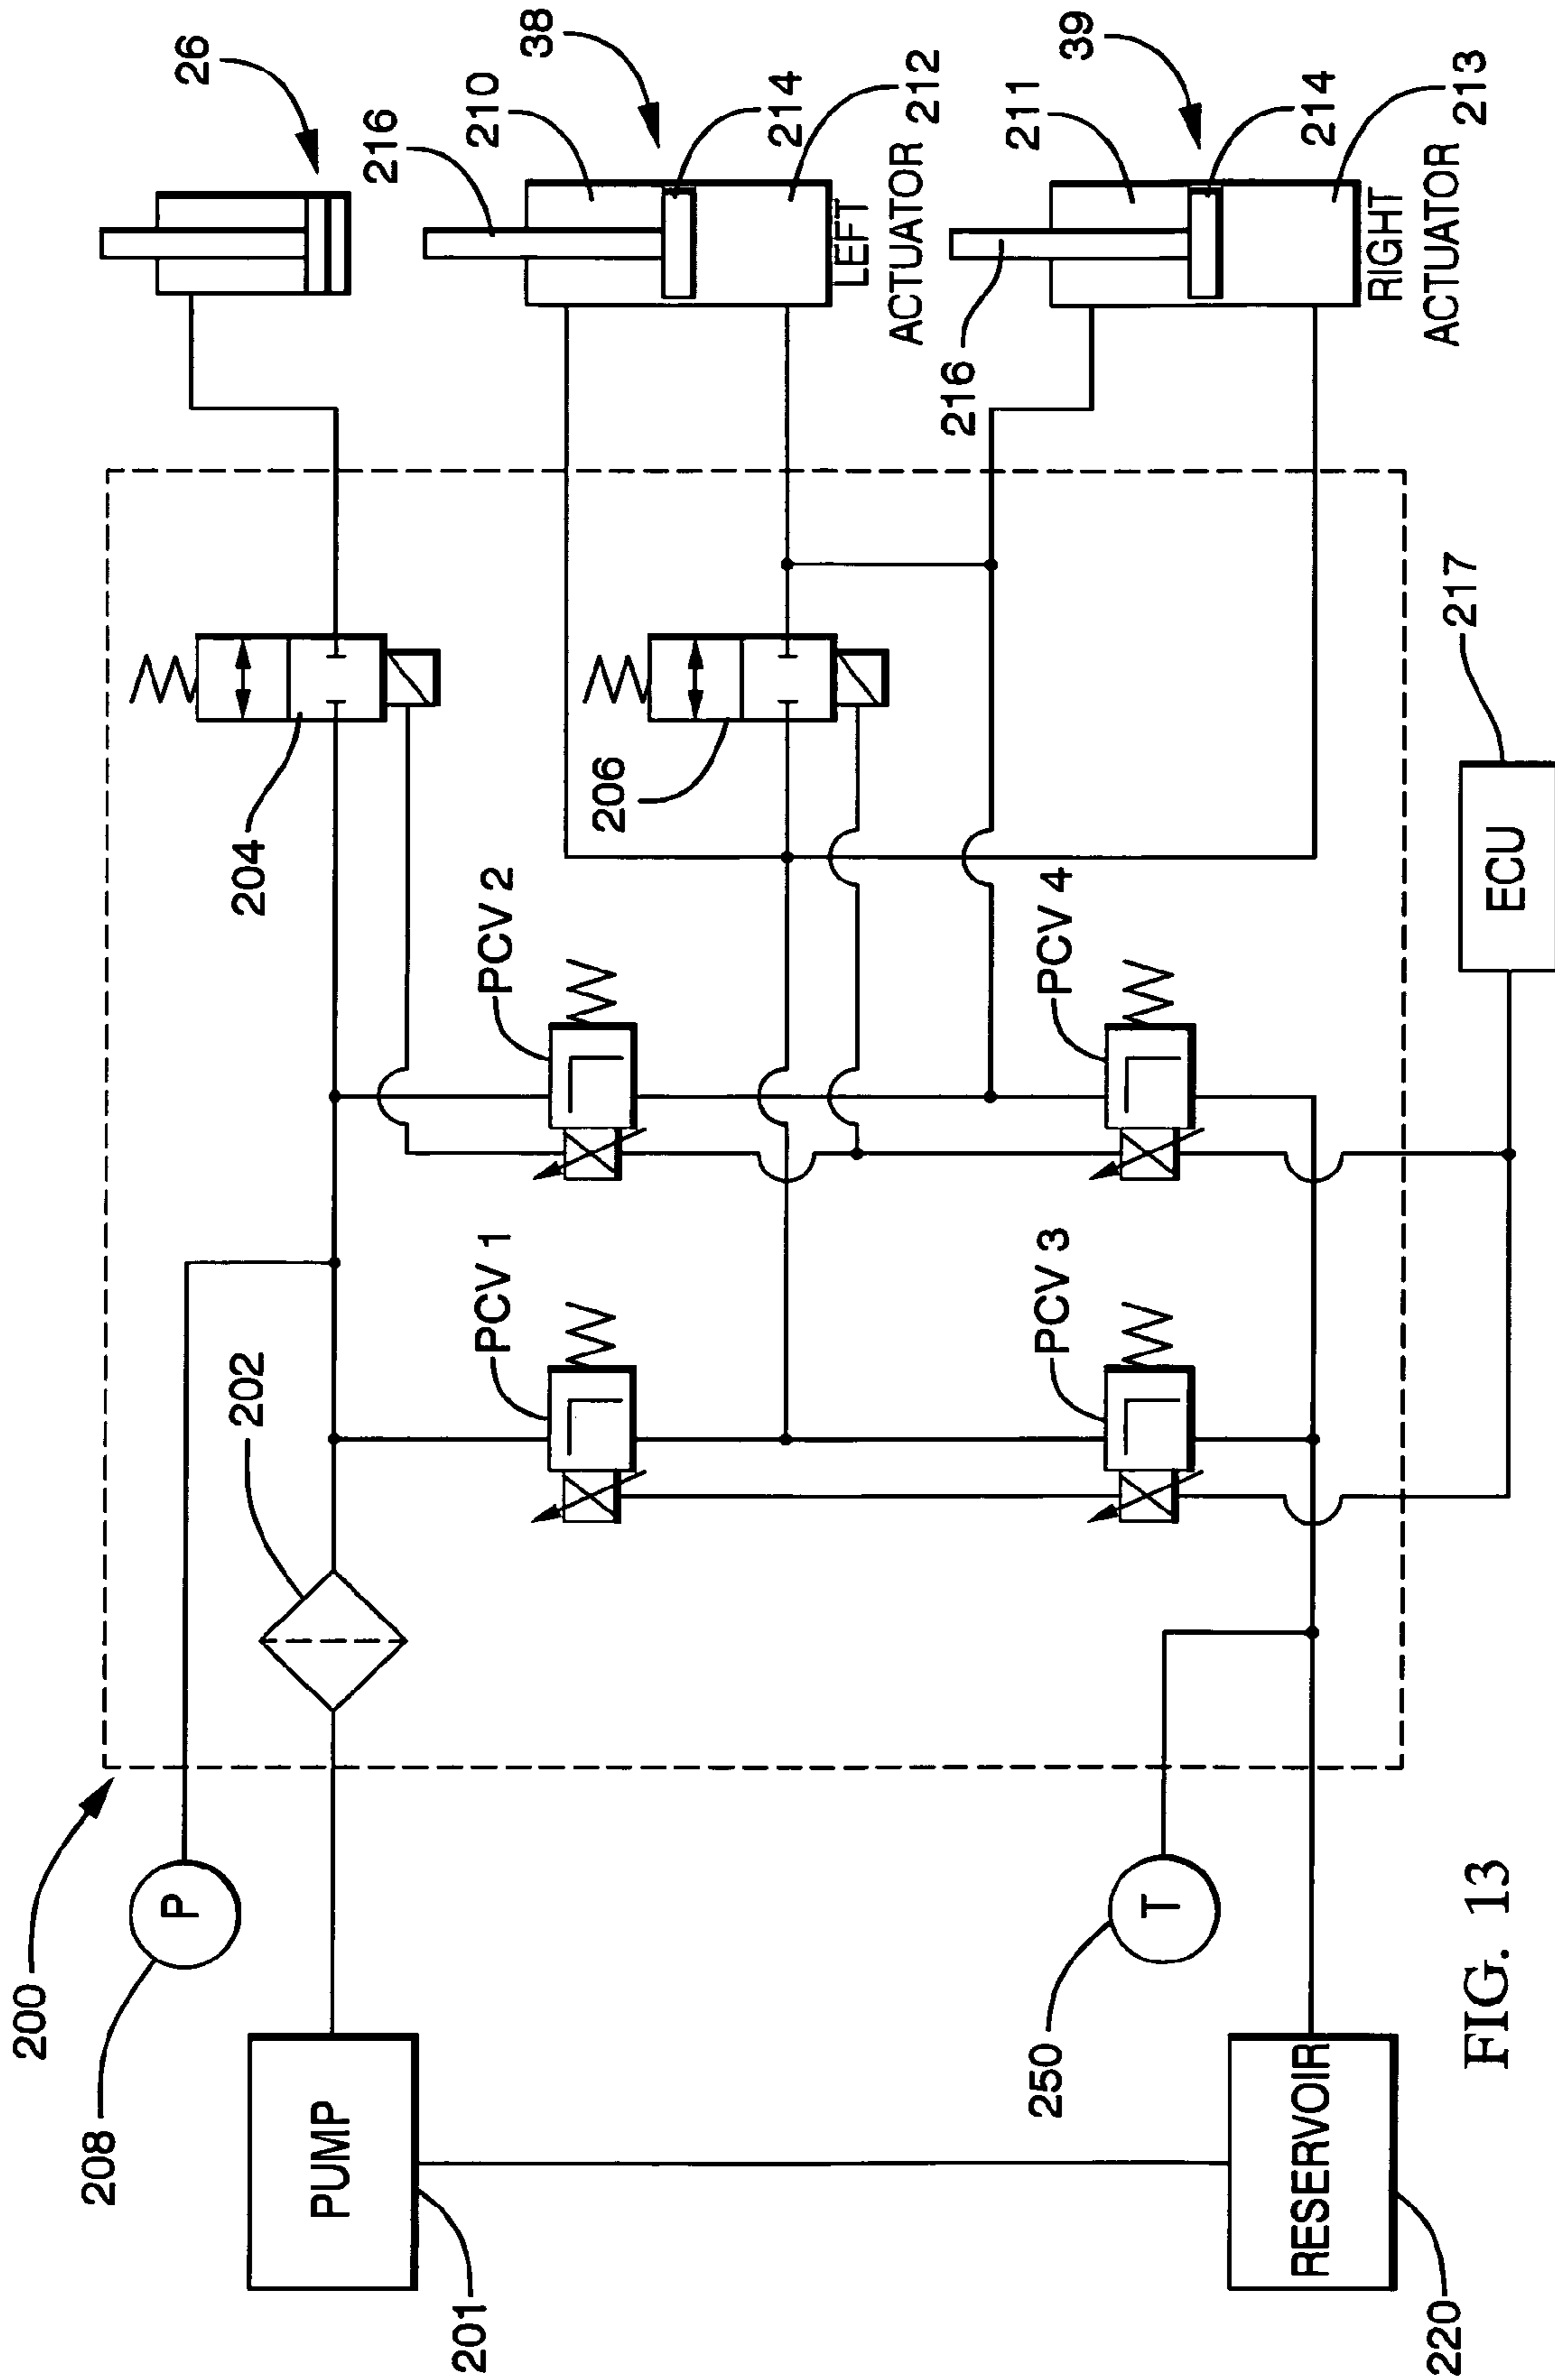 200
208
P
PUMP
201
202
PCV 1
PCV 2
204
206
26
216
210
38
214
212
LEFT
ACTUATOR
211
39
214
213
216
RIGHT
ACTUATOR
PCV 3
PCV 4
250
T
RESERVOIR
220
ECU
217
FIG. 13